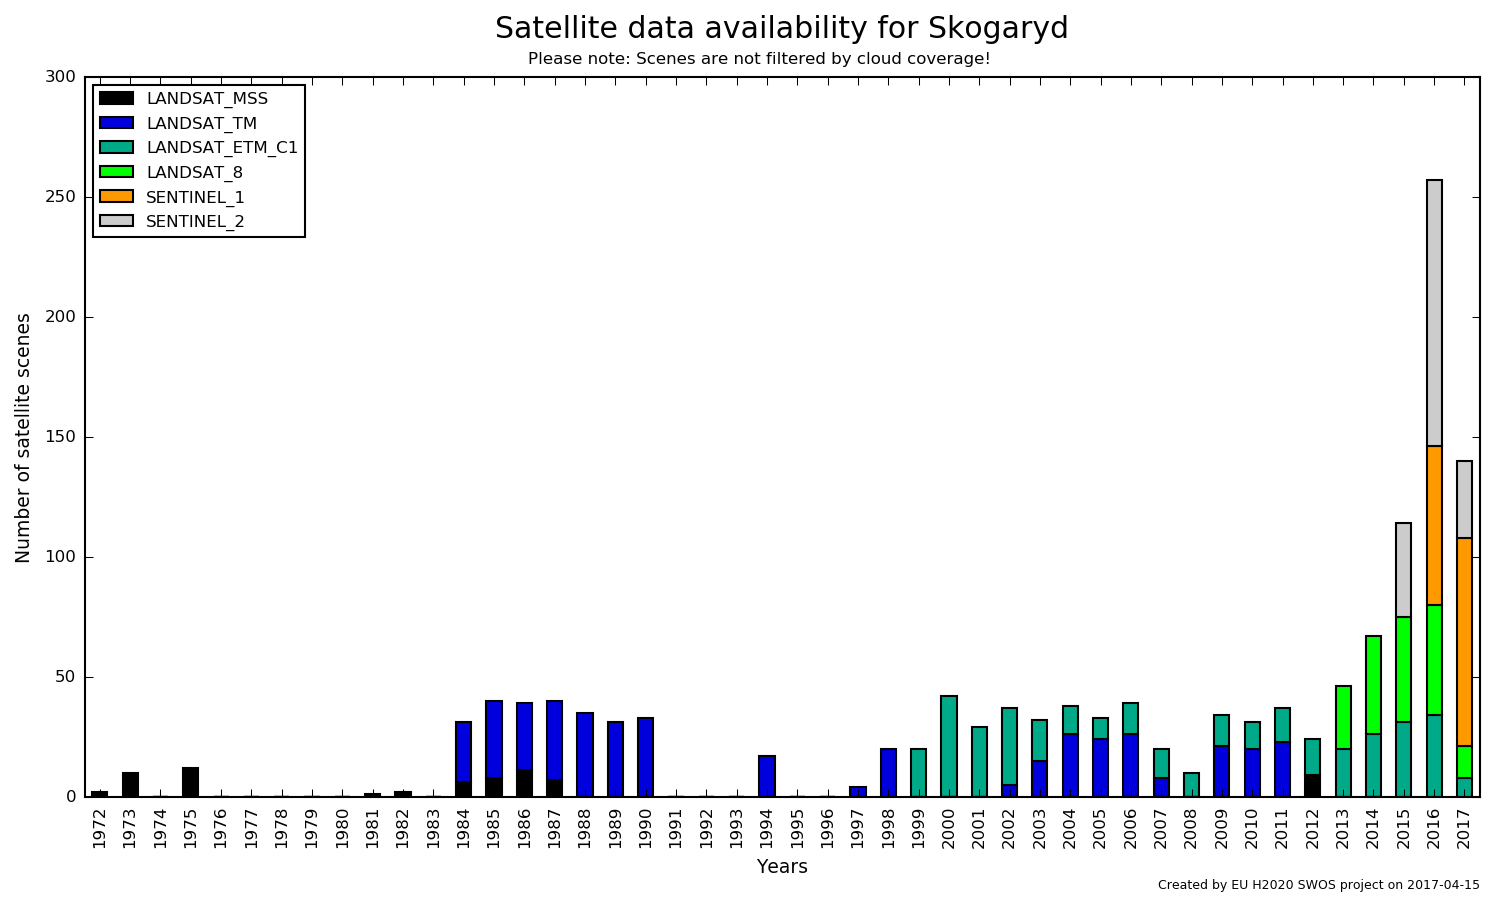 Satellite data availability for Skogaryd
Please note: Scenes are not filtered by cloud coverage!
300
250
200
150
100
50
0
Number of satellite scenes
LANDSAT_MSS
LANDSAT_TM
LANDSAT_ETM_C1
LANDSAT_8
SENTINEL_1
SENTINEL_2
1972 1973 1974 1975 1976 1977 1978 1979 1980 1981 1982 1983 1984 1985 1986 1987 1988 1989 1990 1991 1992 1993 1994 1995 1996 1997 1998 1999 2000 2001 2002 2003 2004 2005 2006 2007 2008 2009 2010 2011 2012 2013 2014 2015 2016 2017
Years
Created by EU H2020 SWOS project on 2017-04-15